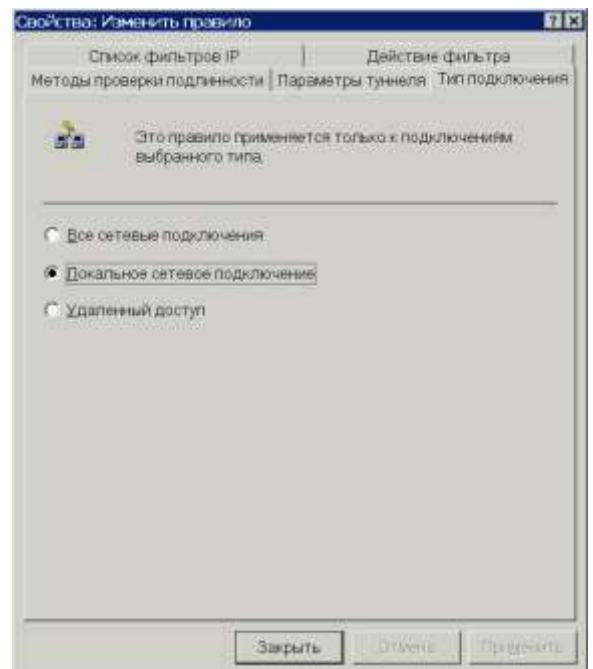 Свойства: Изменить правило
Список фильтров IP
Действие фильтра
Методы проверки подлинности
Параметры туннеля
Тип подключения
Это правило применяется только к подключениям
выбранного типа.
Все сетевые подключения
Локальное сетевое подключение
Удаленный доступ
Закрыть
Отмена
Применить